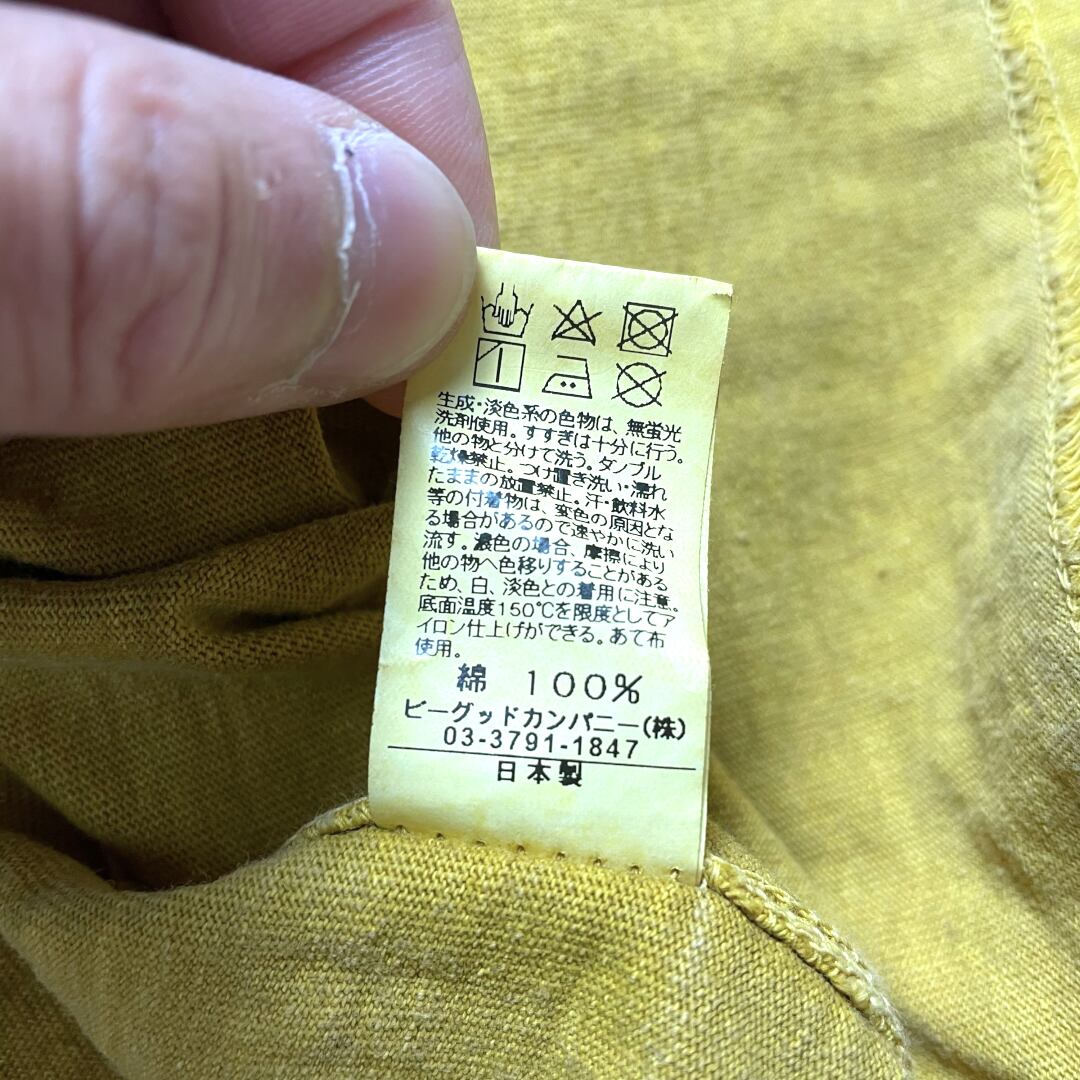 生成・淡色系の色物は、無蛍光
洗剤使用。すすぎは十分に行う。
他の物と分けて洗う。タンブル
乾燥禁止。つけ置き洗い・濡れ
たままの放置禁止。汗・飲料水
等の付着物は、変色の原因とな
る場合があるので速やかに洗い
流す。濃色の場合、摩擦により
他の物へ色移りすることがある
ため、白、淡色との着用に注意。
底面温度150℃を限度としてア
イロン仕上げができる。あて布
使用。
綿 100%
ビーグッドカンパニー(株)
03-3791-1847
日本製